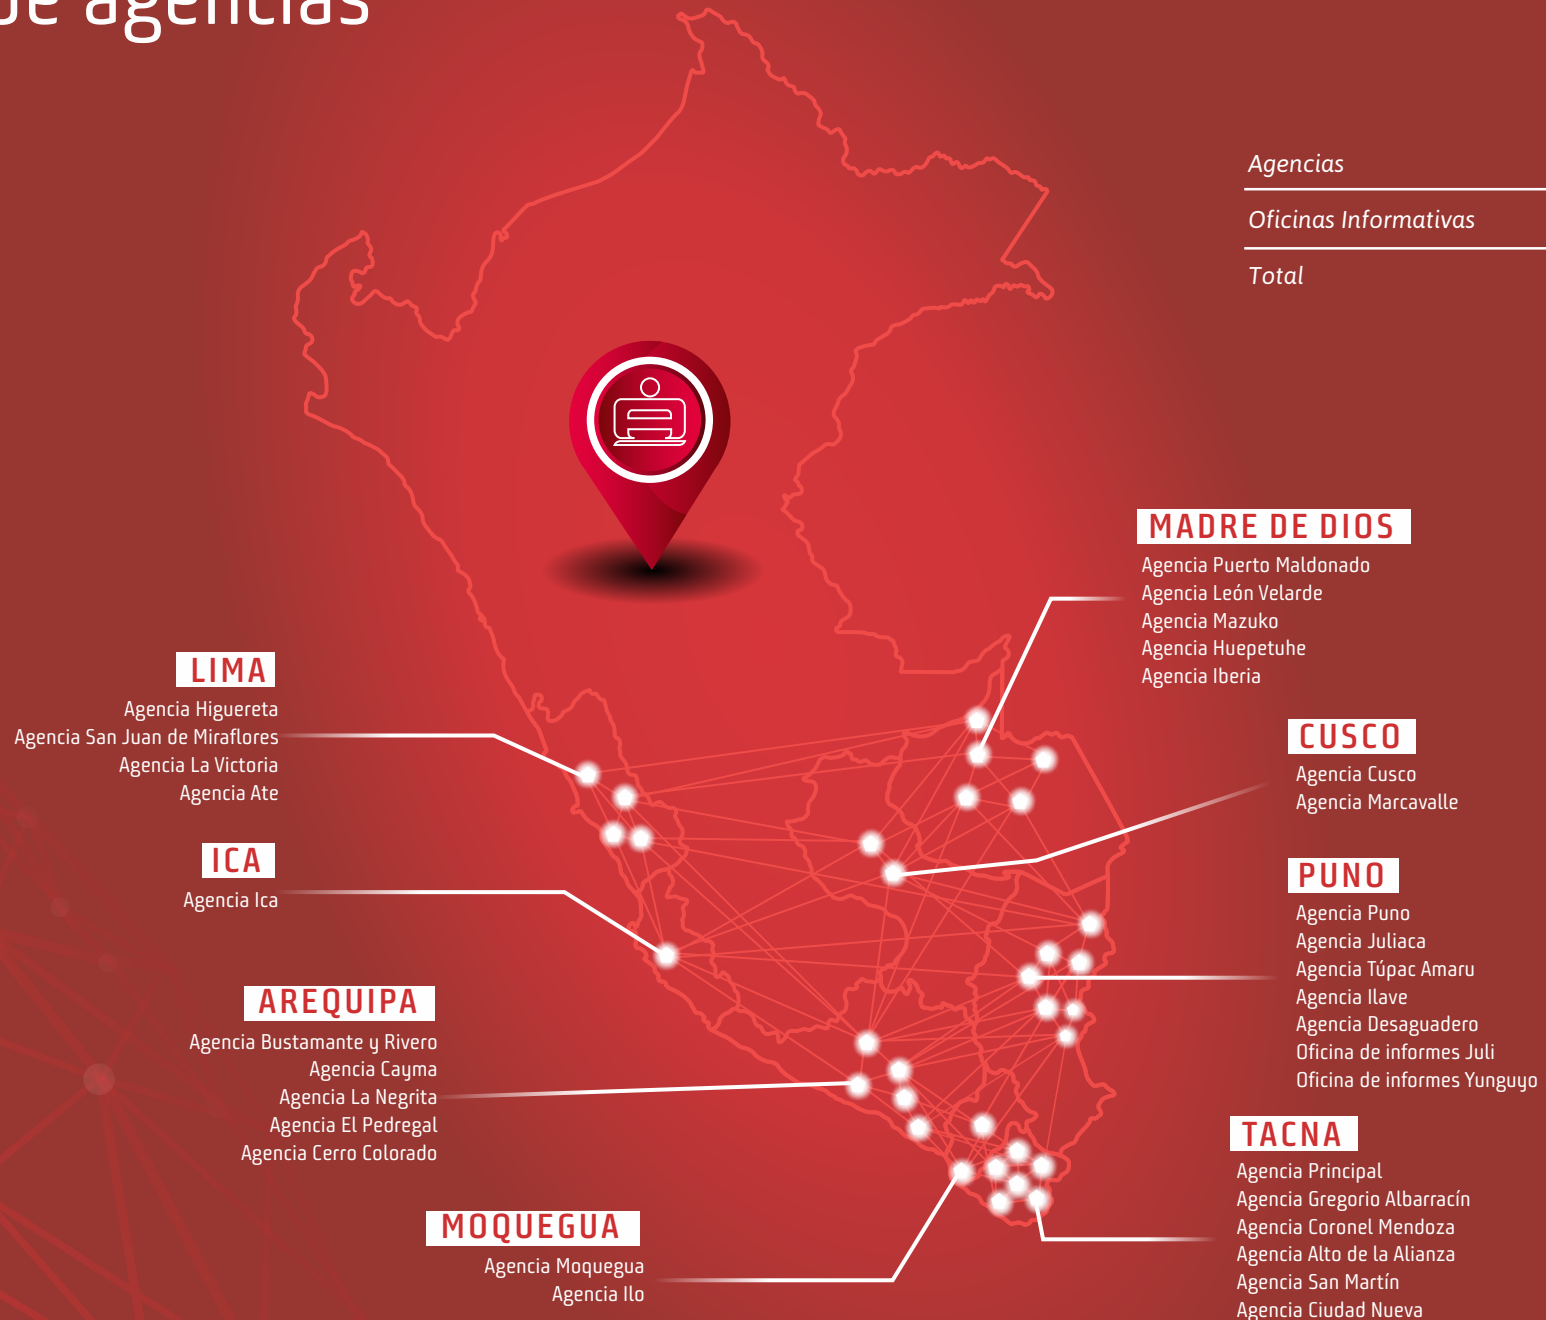 de agencias
Agencias
Oficinas Informativas
Total
MADRE DE DIOS
Agencia Puerto Maldonado
Agencia León Velarde
Agencia Mazuko
Agencia Huepetuhe
Agencia Iberia
LIMA
Agencia Higuereta
Agencia San Juan de Miraflores
Agencia La Victoria
Agencia Ate
CUSCO
Agencia Cusco
Agencia Marcavalle
ICA
Agencia Ica
PUNO
Agencia Puno
Agencia Juliaca
Agencia Túpac Amaru
Agencia Ilave
Agencia Desaguadero
Oficina de informes Juli
Oficina de informes Yunguyo
AREQUIPA
Agencia Bustamante y Rivero
Agencia Cayma
Agencia La Negrita
Agencia El Pedregal
Agencia Cerro Colorado
TACNA
Agencia Principal
Agencia Gregorio Albarracín
Agencia Coronel Mendoza
Agencia Alto de la Alianza
Agencia San Martín
Agencia Ciudad Nueva
MOQUEGUA
Agencia Moquegua
Agencia Ilo